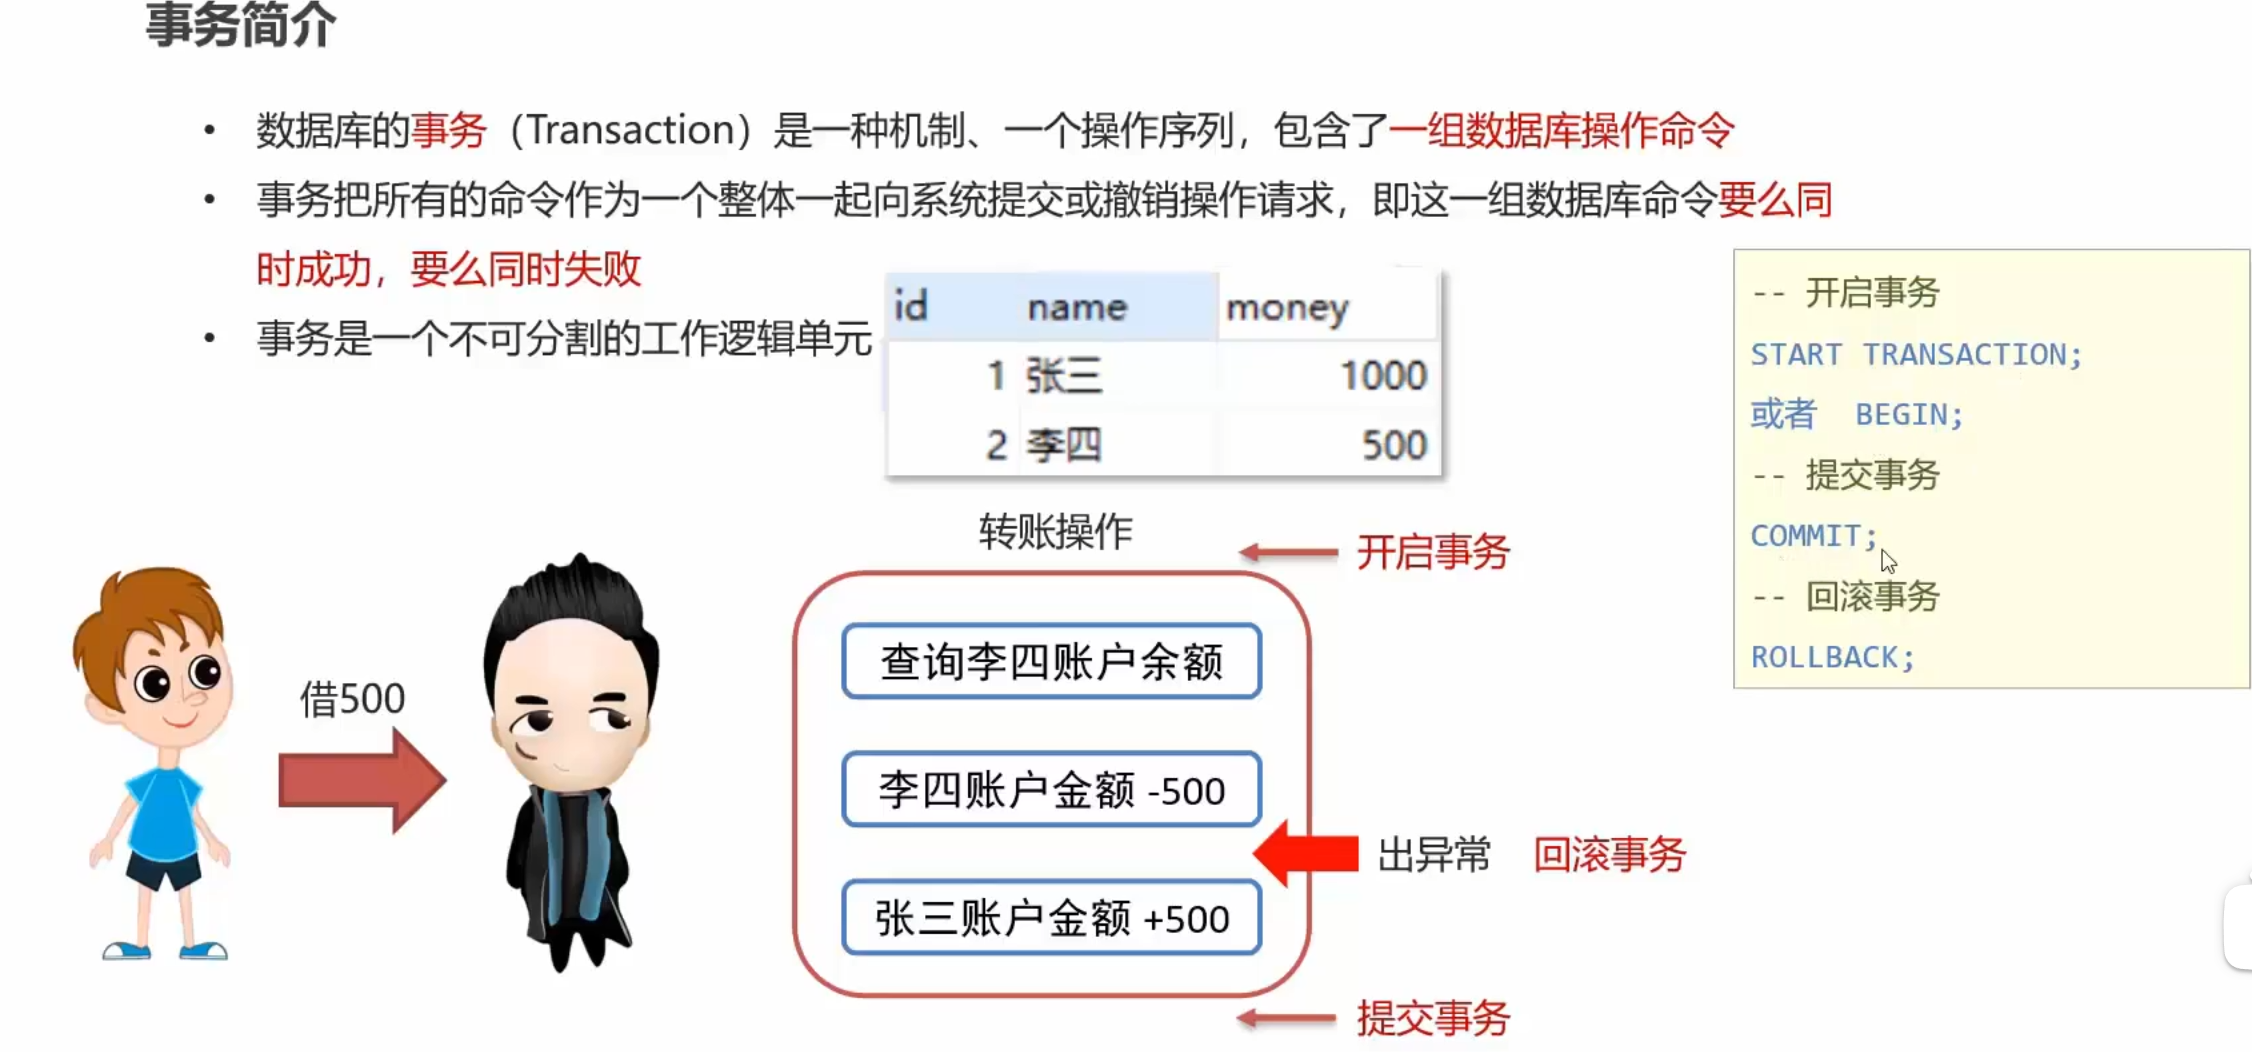 事务简介
• 数据库的事务（Transaction）是一种机制、一个操作序列，包含了一组数据库操作命令
• 事务把所有的命令作为一个整体一起向系统提交或撤销操作请求，即这一组数据库命令要么同
时成功，要么同时失败
• 事务是一个不可分割的工作逻辑单元
id name money
1 张三 1000
2 李四 500
-- 开启事务
START TRANSACTION;
或者 BEGIN;
-- 提交事务
COMMIT;
-- 回滚事务
ROLLBACK;
借500
转账操作
开启事务
查询李四账户余额
李四账户金额 -500
出异常 回滚事务
张三账户金额 +500
提交事务